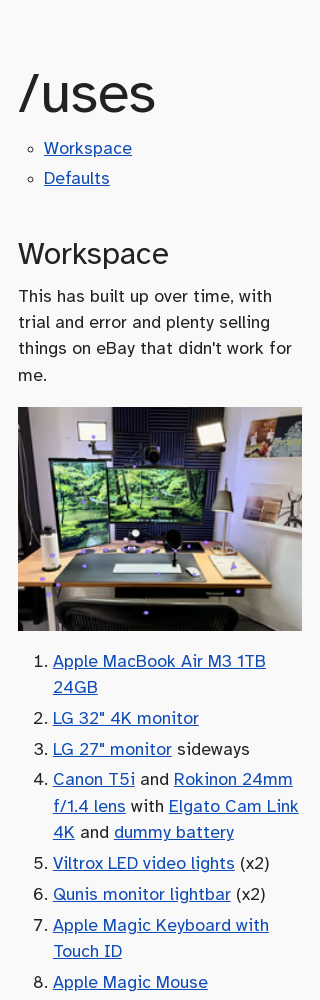 /uses
Workspace
Defaults
Workspace
This has built up over time, with
trial and error and plenty selling
things on eBay that didn't work for
me.
1. Apple MacBook Air M3 1TB
24GB
2. LG 32" 4K monitor
3. LG 27" monitor sideways
4. Canon T5i and Rokinon 24mm
f/1.4 lens with Elgato Cam Link
4K and dummy battery
5. Viltrox LED video lights (x2)
6. Qunis monitor lightbar (x2)
7. Apple Magic Keyboard with
Touch ID
8. Apple Magic Mouse